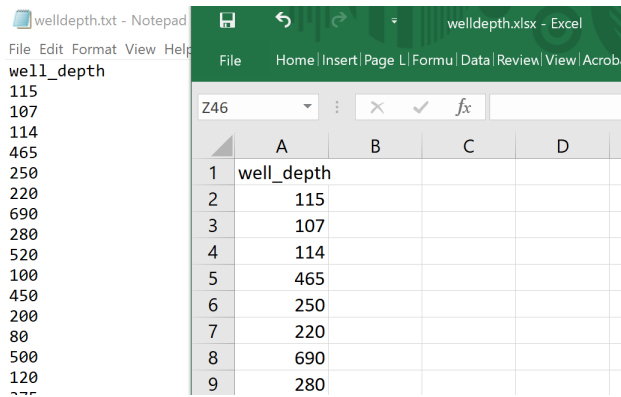 welldepth.txt - Notepad
File Edit Format View Help
well_depth
115
107
114
465
250
220
690
280
520
100
450
200
80
500
120
welldepth.xlsx - Excel
File Home Insert Page L Formu Data Review View Acrob
Z46 fx
A B C D
1 well_depth
2 115
3 107
4 114
5 465
6 250
7 220
8 690
9 280